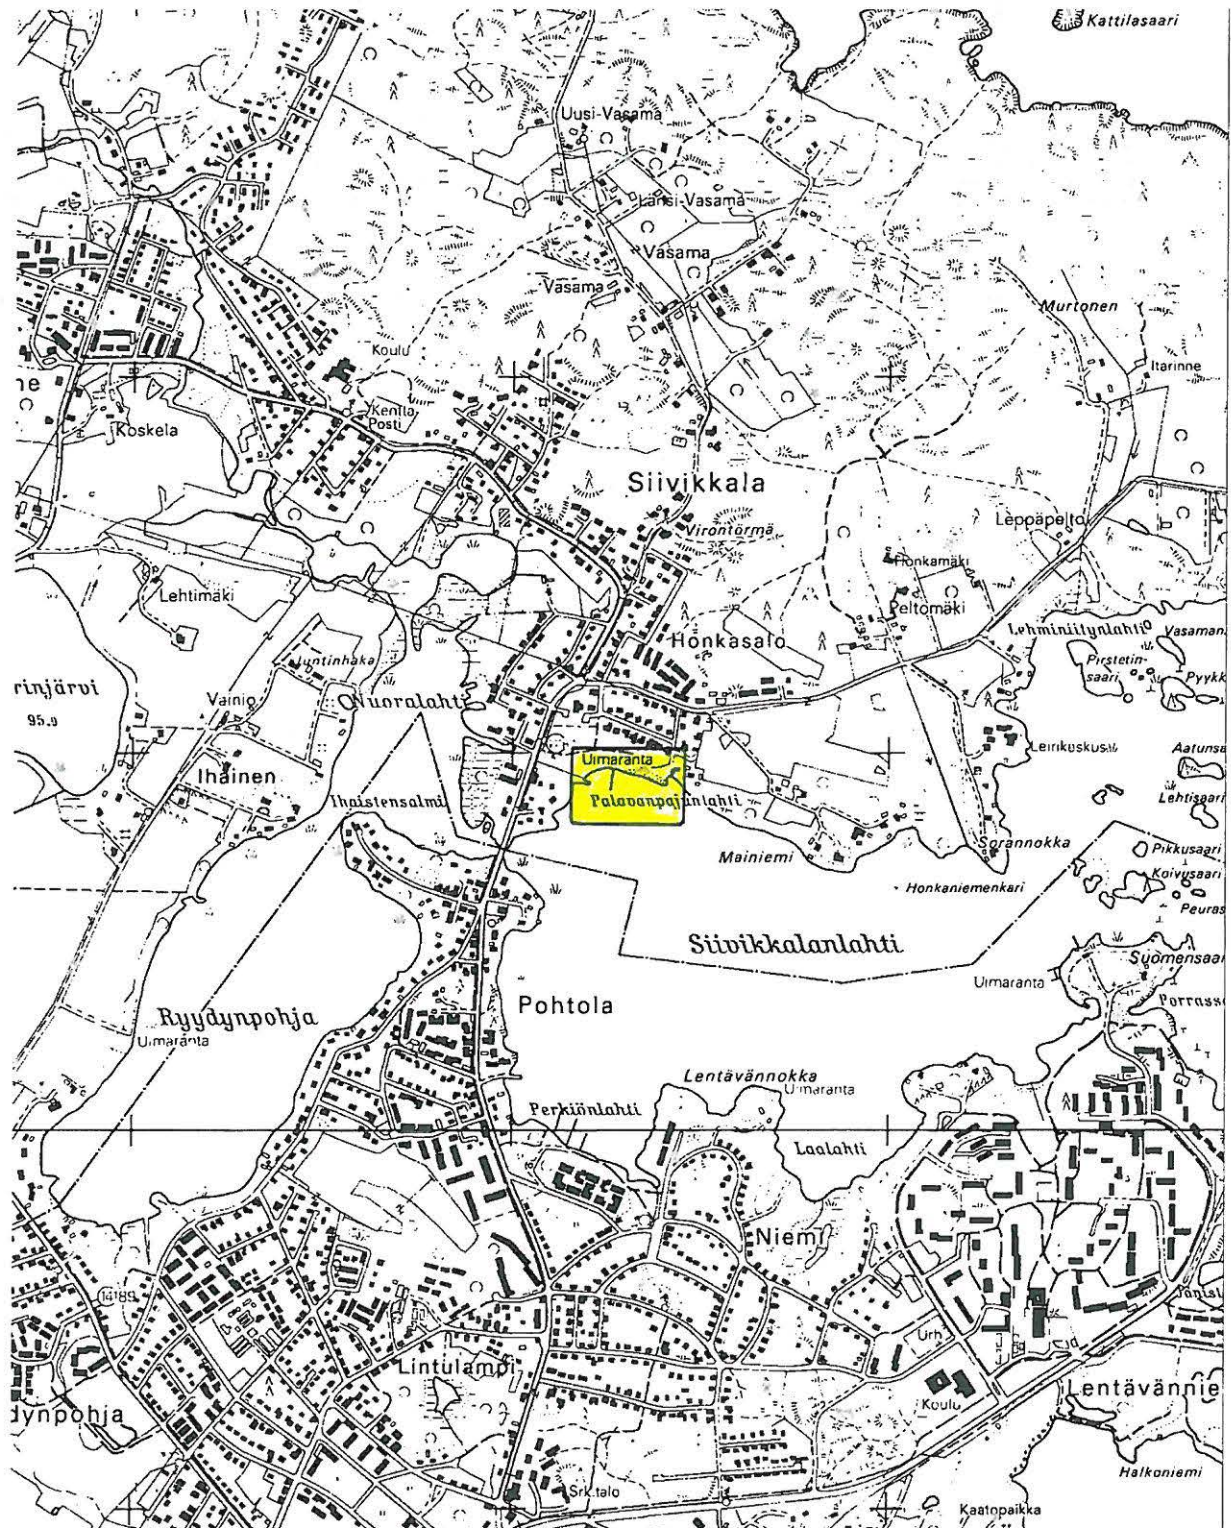 Kattilasaari
Uusi-Vasama
Länsi-Vasama
Vasama
Vasama
Murtonen
Itarinne
Koulu
ne
Kenttä
Posti
Koskela
Siivikkala
Virontörmä
Leppäpelto
Honkamäki
Lehtimäki
Peltomäki
Lehminiitynlahti
Vasaman
Honkasalo
Juntinhaka
Pirstetin-
saari
Pyykk
rinjärvi
95.9
Vainio
Nuoralahti
Leirikeskus
Aatunsa
Uimaranta
Ihainen
Ihaistensalmi
Palavanpajunlahti
Lehtisaari
Mainiemi
Sorannokka
Pikkusaari
Koivusaari
Honkaniemenkari
Peuras
Siivikkalanlahti
Suomensaar
Uimaranta
Pohtola
Porrass
Ryydynpohja
Uimaranta
Lentävännokka
Uimaranta
Perkiönlahti
Laalahti
Niemi
14189
Urh.
Lintulampi
Koulu
Lentävännie
dynpohja
Halkoniemi
Srk.talo
Kaatopaikka